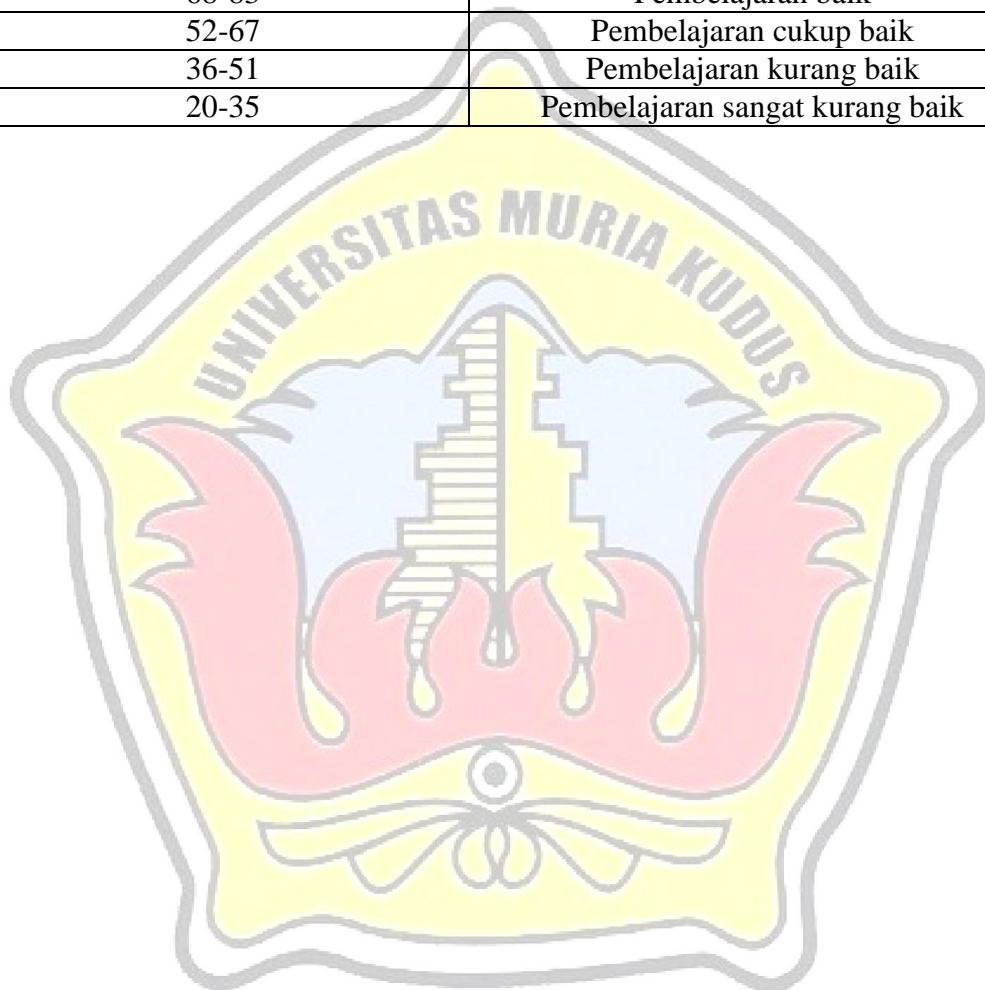 Pembelajaran baik
52-67 Pembelajaran cukup baik
36-51 Pembelajaran kurang baik
20-35 Pembelajaran sangat kurang baik
UNIVERSITAS MURIA KUDUS